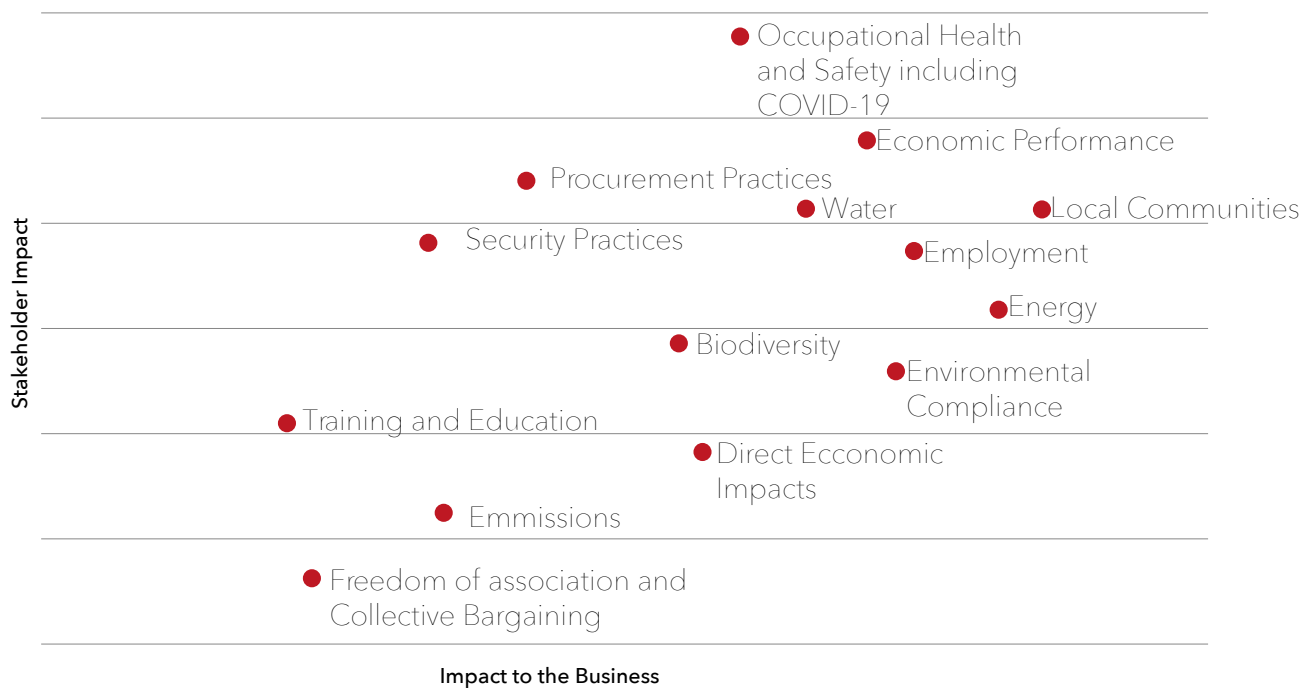 Occupational Health
and Safety including
COVID-19
Economic Performance
Procurement Practices
Water
Local Communities
Security Practices
Employment
Energy
Biodiversity
Environmental
Compliance
Training and Education
Direct Ecconomic
Impacts
Emmissions
Freedom of association and
Collective Bargaining
Stakeholder Impact
Impact to the Business